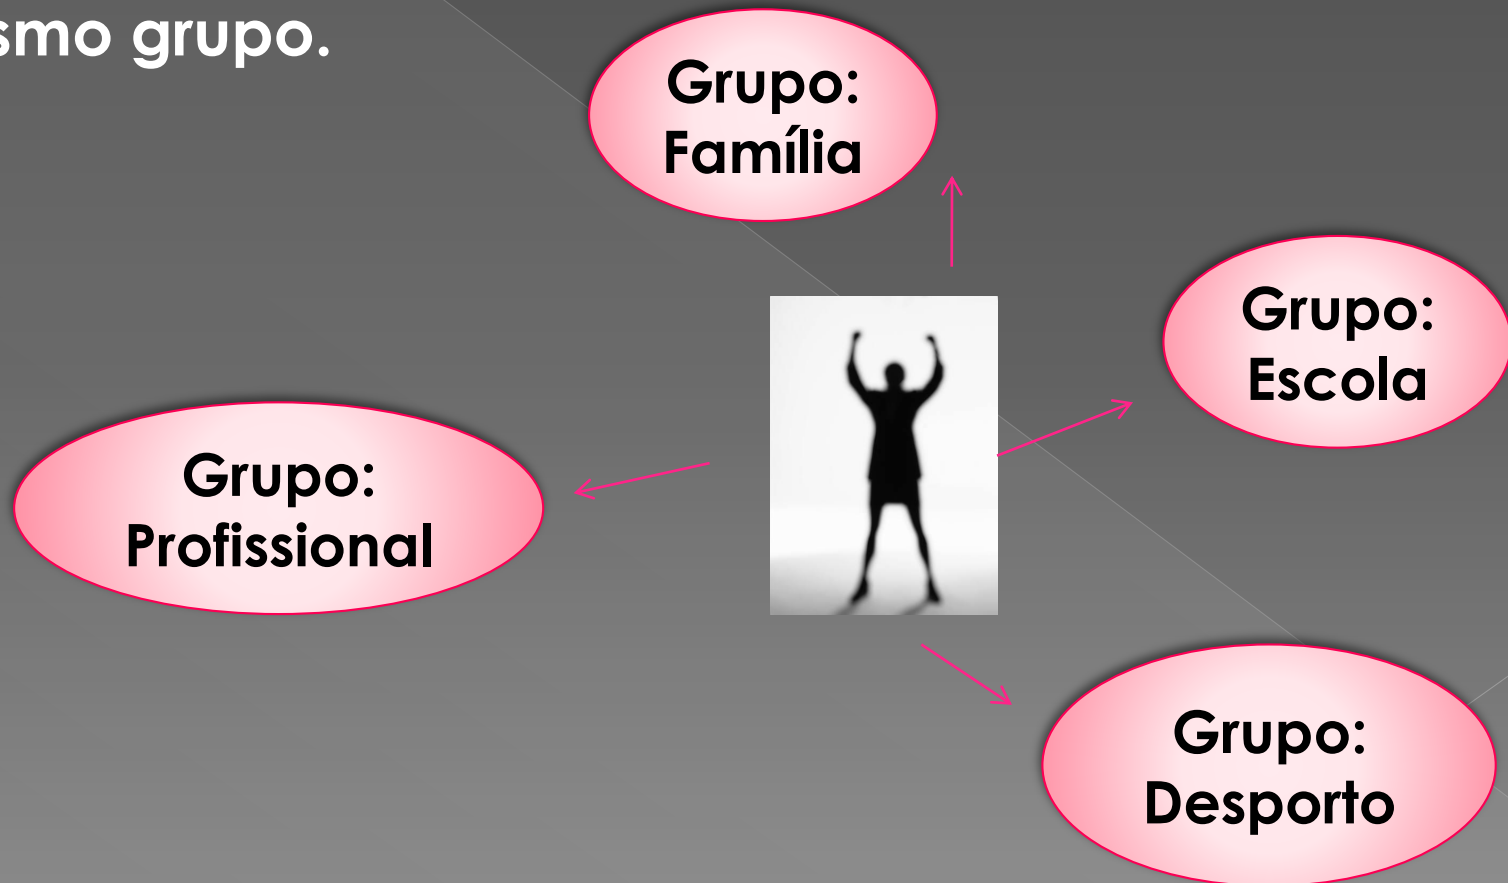 smo grupo.
Grupo:
Família
Grupo:
Escola
Grupo:
Profissional
Grupo:
Desporto